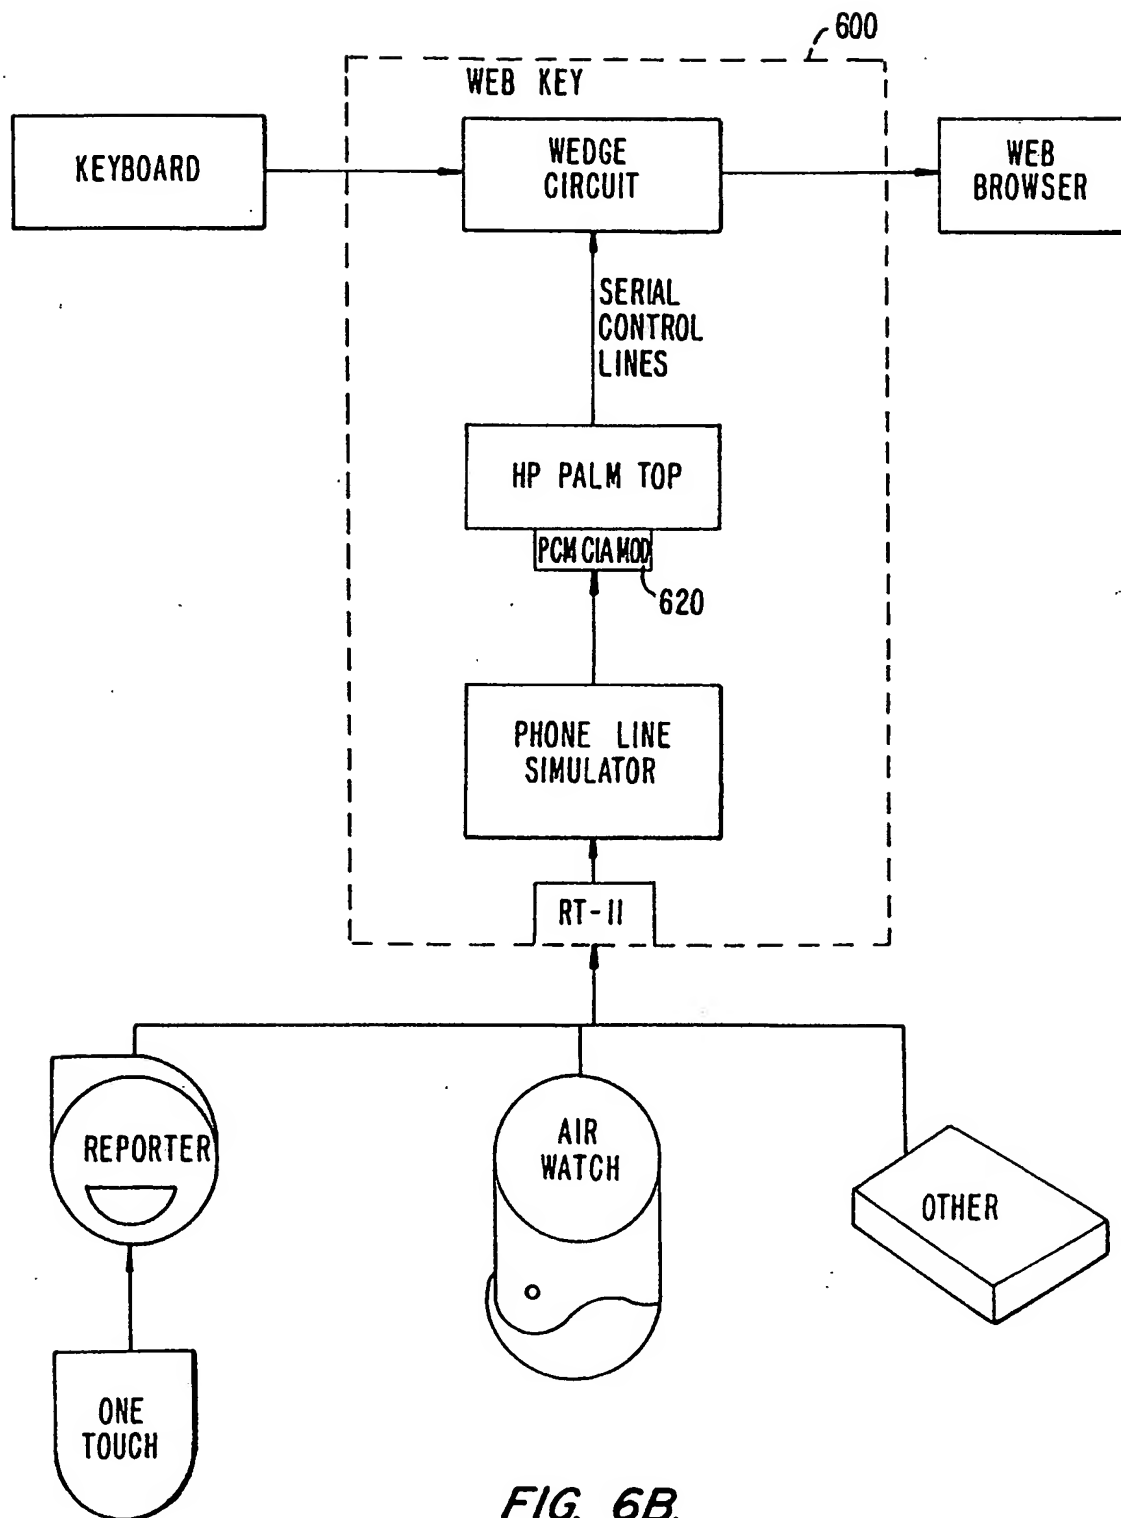 600
WEB KEY
KEYBOARD
WEDGE
CIRCUIT
WEB
BROWSER
SERIAL
CONTROL
LINES
HP PALM TOP
PCMCIA MOD
620
PHONE LINE
SIMULATOR
RT-11
REPORTER
AIR
WATCH
OTHER
ONE
TOUCH
FIG. 6B.